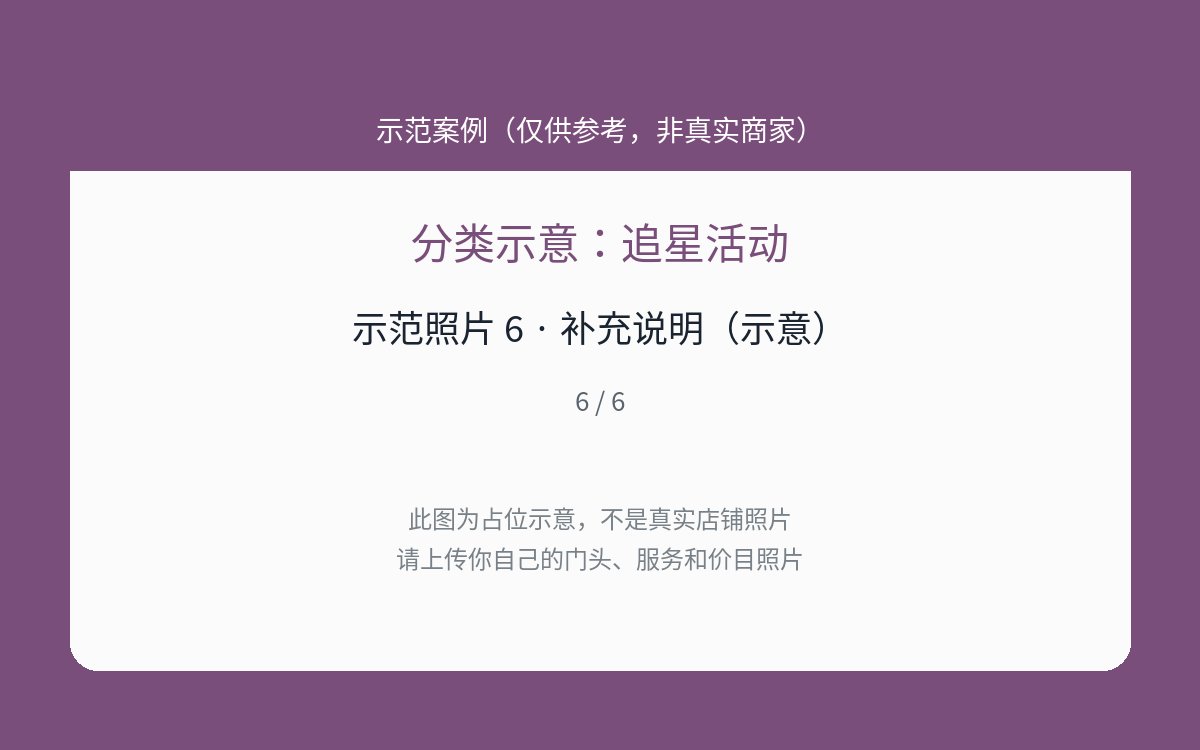 示范案例（仅供参考，非真实商家）
分类示意：追星活动
示范照片 6 · 补充说明（示意）
6 / 6
此图为占位示意，不是真实店铺照片
请上传你自己的门头、服务和价目照片